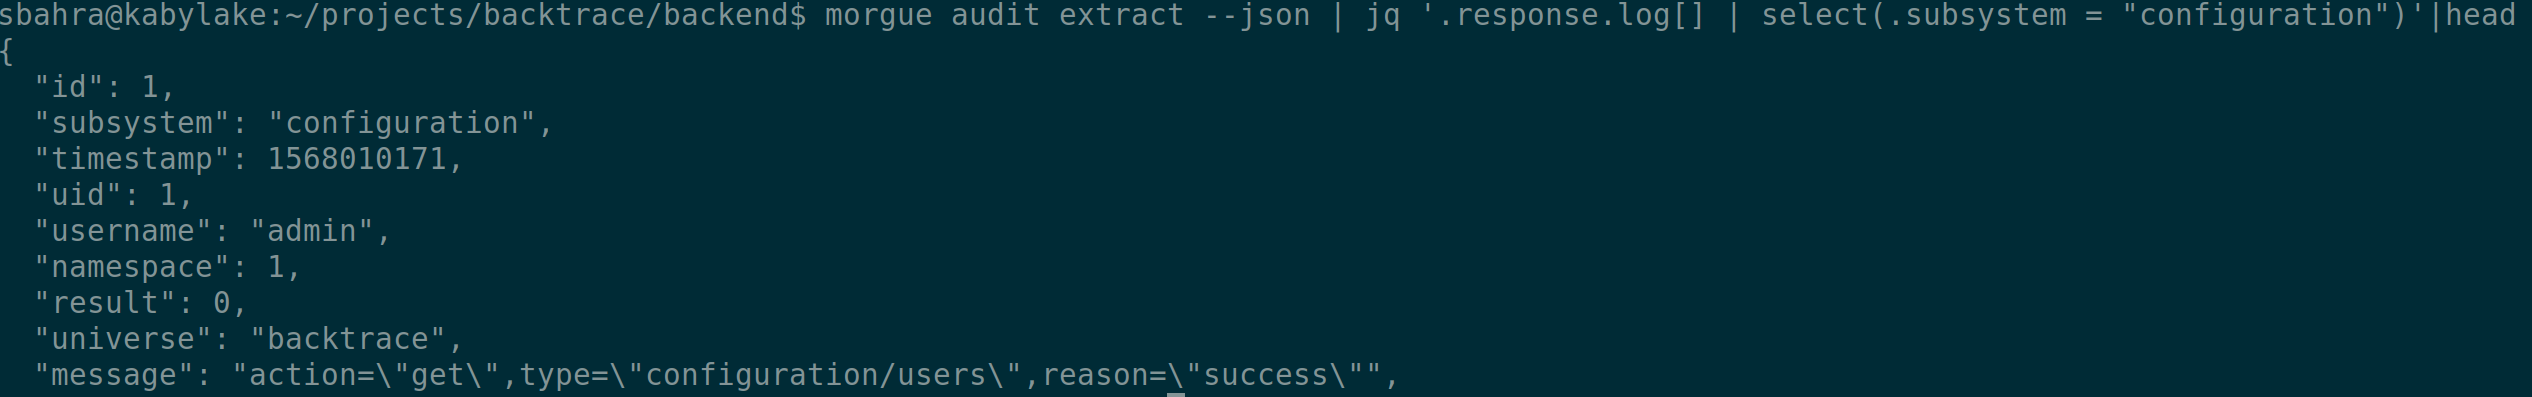 sbahra@kabylake:~/projects/backtrace/backend$ morgue audit extract --json | jq '.response.log[] | select(.subsystem = "configuration")'|head
{
  "id": 1,
  "subsystem": "configuration",
  "timestamp": 1568010171,
  "uid": 1,
  "username": "admin",
  "namespace": 1,
  "result": 0,
  "universe": "backtrace",
  "message": "action=\"get\",type=\"configuration/users\",reason=\"success\"",